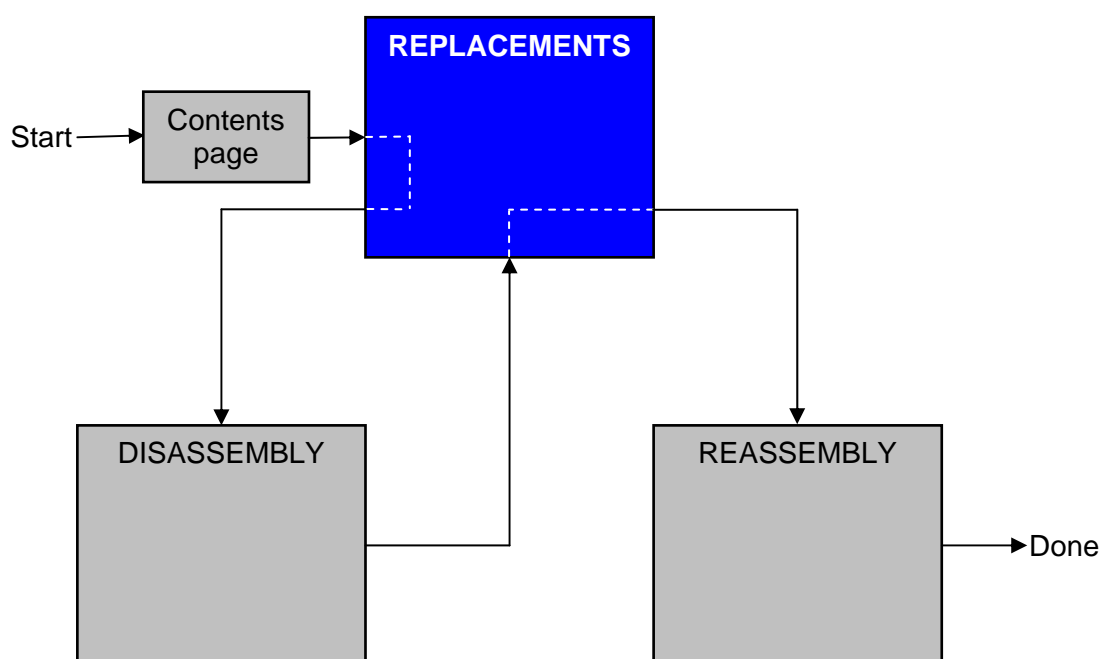 REPLACEMENTS
Start
Contents
page
DISASSEMBLY
REASSEMBLY
Done